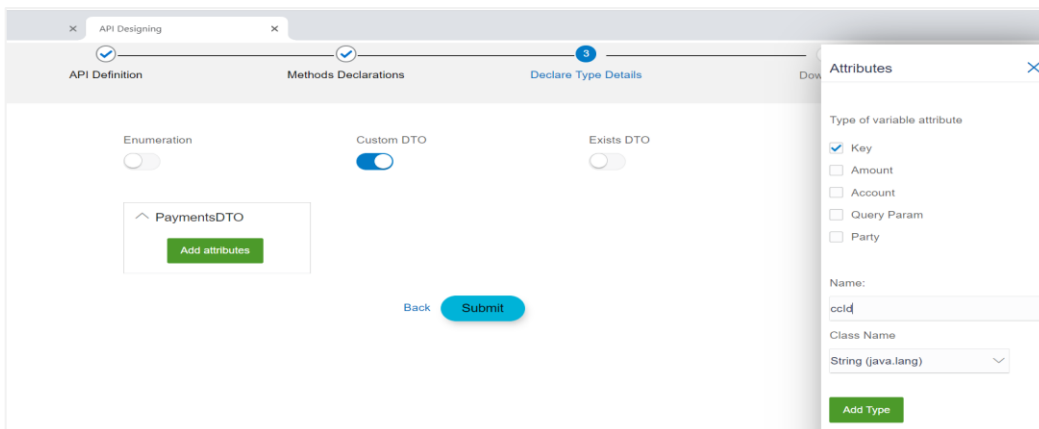 API Designing
3
API Definition
Methods Declarations
Declare Type Details
Dow
Enumeration
Custom DTO
Exists DTO
PaymentsDTO
Add attributes
Back
Submit
Attributes
Type of variable attribute
Key
Amount
Account
Query Param
Party
Name:
ccId
Class Name
String (java.lang)
Add Type